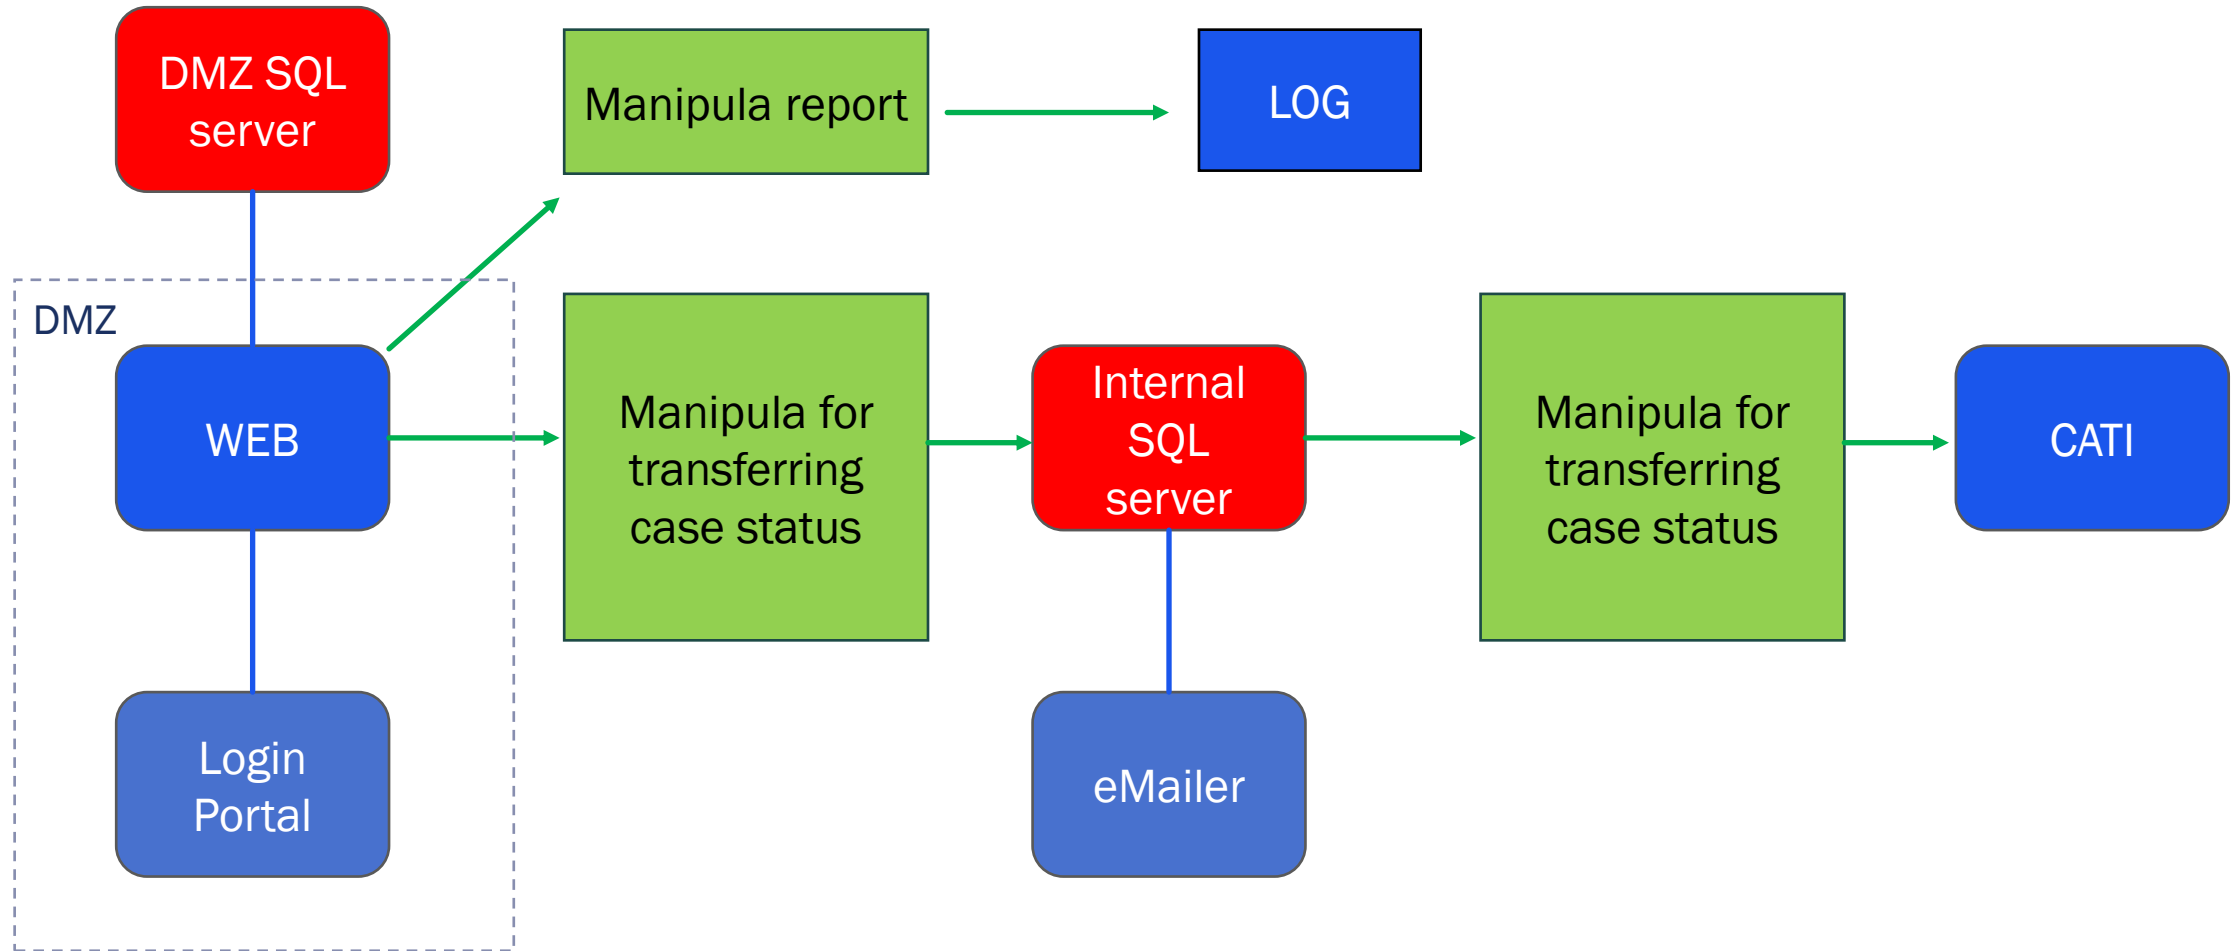 DMZ SQL
server
Manipula report
LOG
DMZ
WEB
Manipula for
transferring
case status
Internal
SQL
server
Manipula for
transferring
case status
CATI
Login
Portal
eMailer